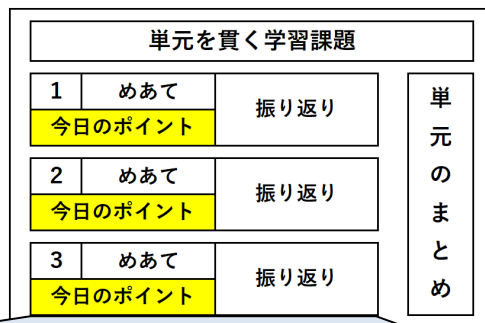 単元を貫く学習課題
1 めあて 振り返り
今日のポイント
2 めあて 振り返り
今日のポイント
3 めあて 振り返り
今日のポイント
単元のまとめ